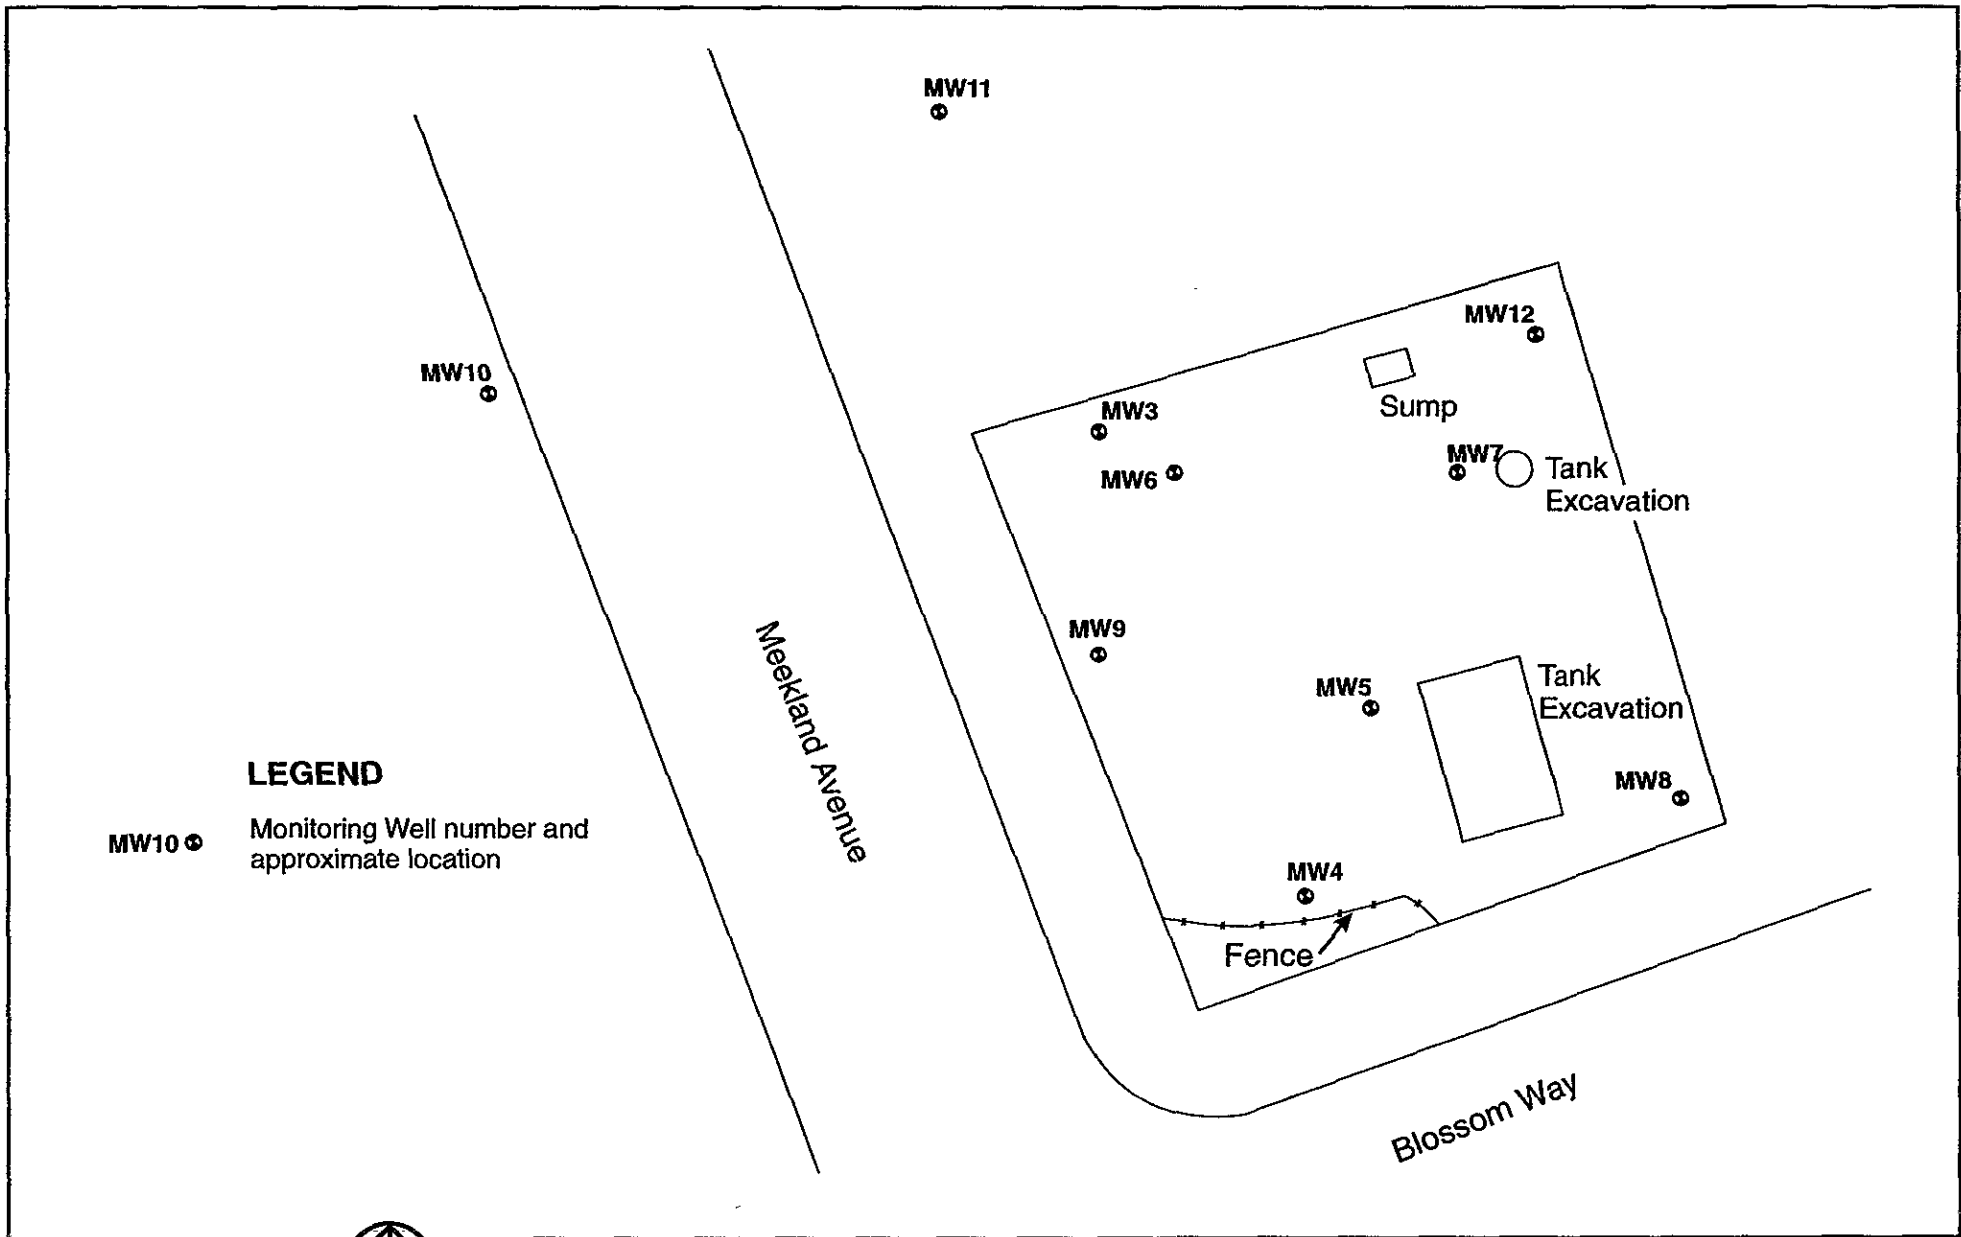 MW11
MW12
MW10
Sump
MW3
MW7
MW6
Tank
Excavation
MW9
Meekland Avenue
MW5
Tank
Excavation
MW8
LEGEND
MW10
Monitoring Well number and
approximate location
MW4
Fence
Blossom Way